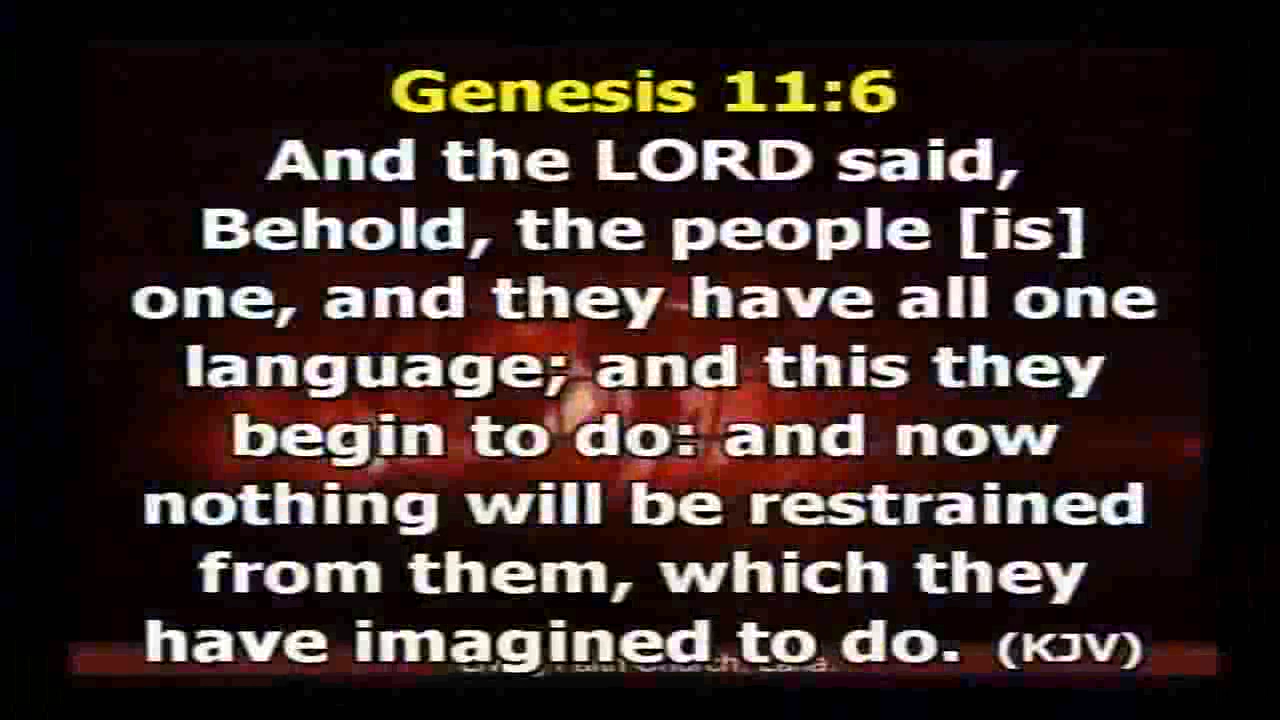 Genesis 11:6
And the LORD said,
Behold, the people [is]
one, and they have all one
language; and this they
begin to do: and now
nothing will be restrained
from them, which they
have imagined to do. (KJV)
Church,